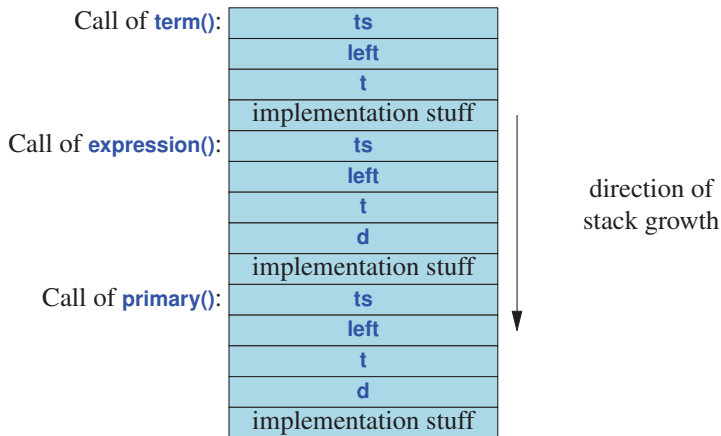 Call of term(): ts
left
t
implementation stuff
Call of expression(): ts
left
t
d
implementation stuff
Call of primary(): ts
left
t
d
implementation stuff
direction of
stack growth